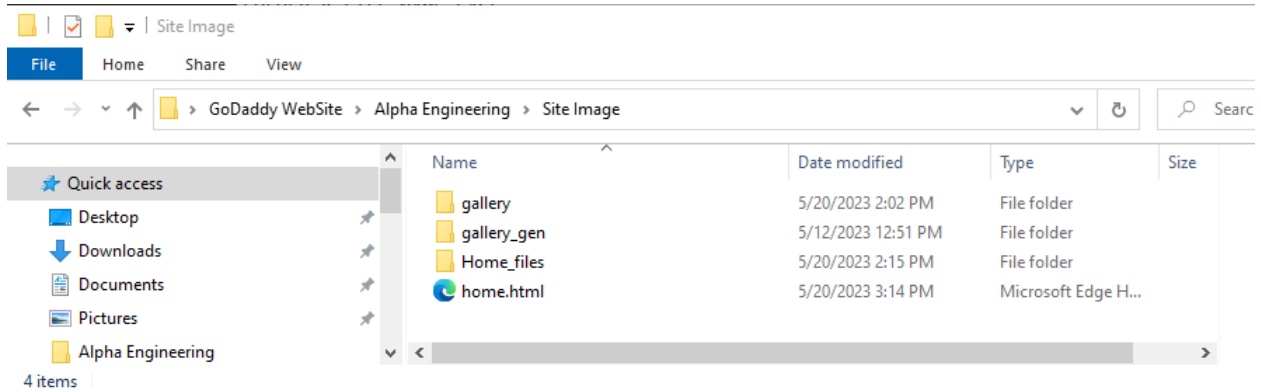 Site Image
File Home Share View
GoDaddy WebSite > Alpha Engineering > Site Image
Searc
Name Date modified Type Size
Quick access
Desktop
Downloads
Documents
Pictures
Alpha Engineering
gallery 5/20/2023 2:02 PM File folder
gallery_gen 5/12/2023 12:51 PM File folder
Home_files 5/20/2023 2:15 PM File folder
home.html 5/20/2023 3:14 PM Microsoft Edge H...
4 items